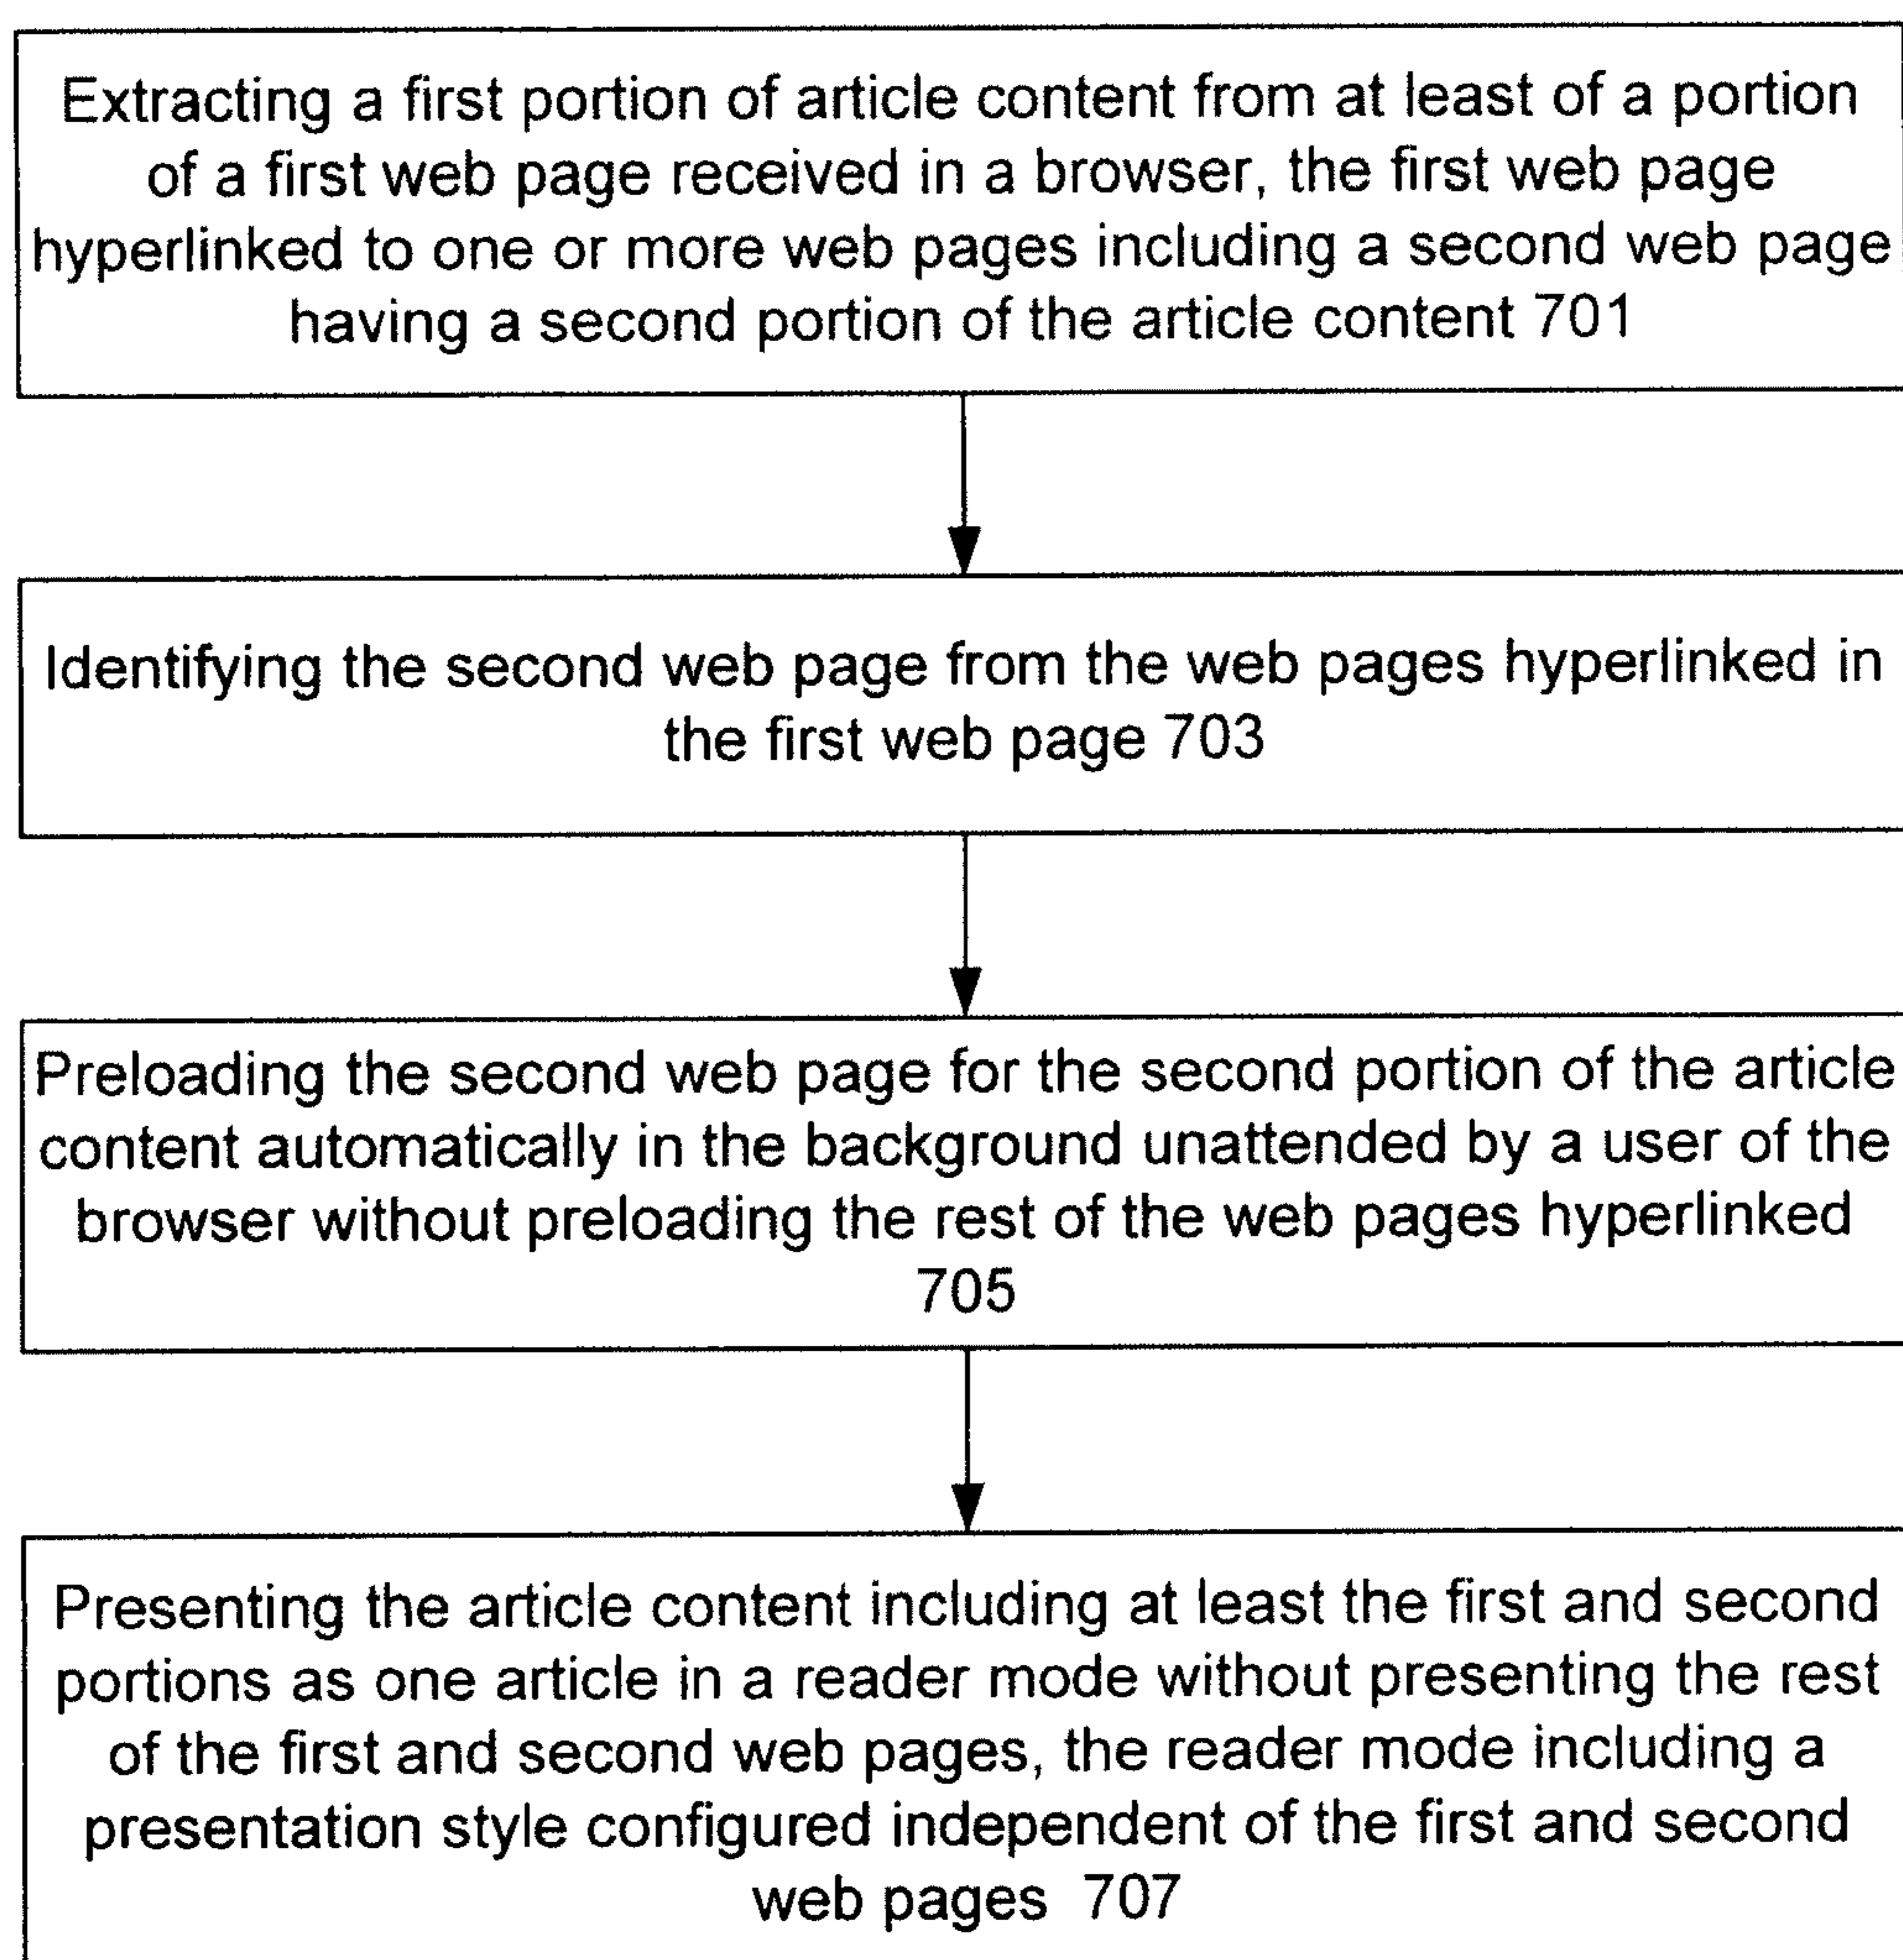 Extracting a first portion of article content from at least of a portion
of a first web page received in a browser, the first web page
hyperlinked to one or more web pages including a second web page
having a second portion of the article content 701
Identifying the second web page from the web pages hyperlinked in
the first web page 703
Preloading the second web page for the second portion of the article
content automatically in the background unattended by a user of the
browser without preloading the rest of the web pages hyperlinked
705
Presenting the article content including at least the first and second
portions as one article in a reader mode without presenting the rest
of the first and second web pages, the reader mode including a
presentation style configured independent of the first and second
web pages 707